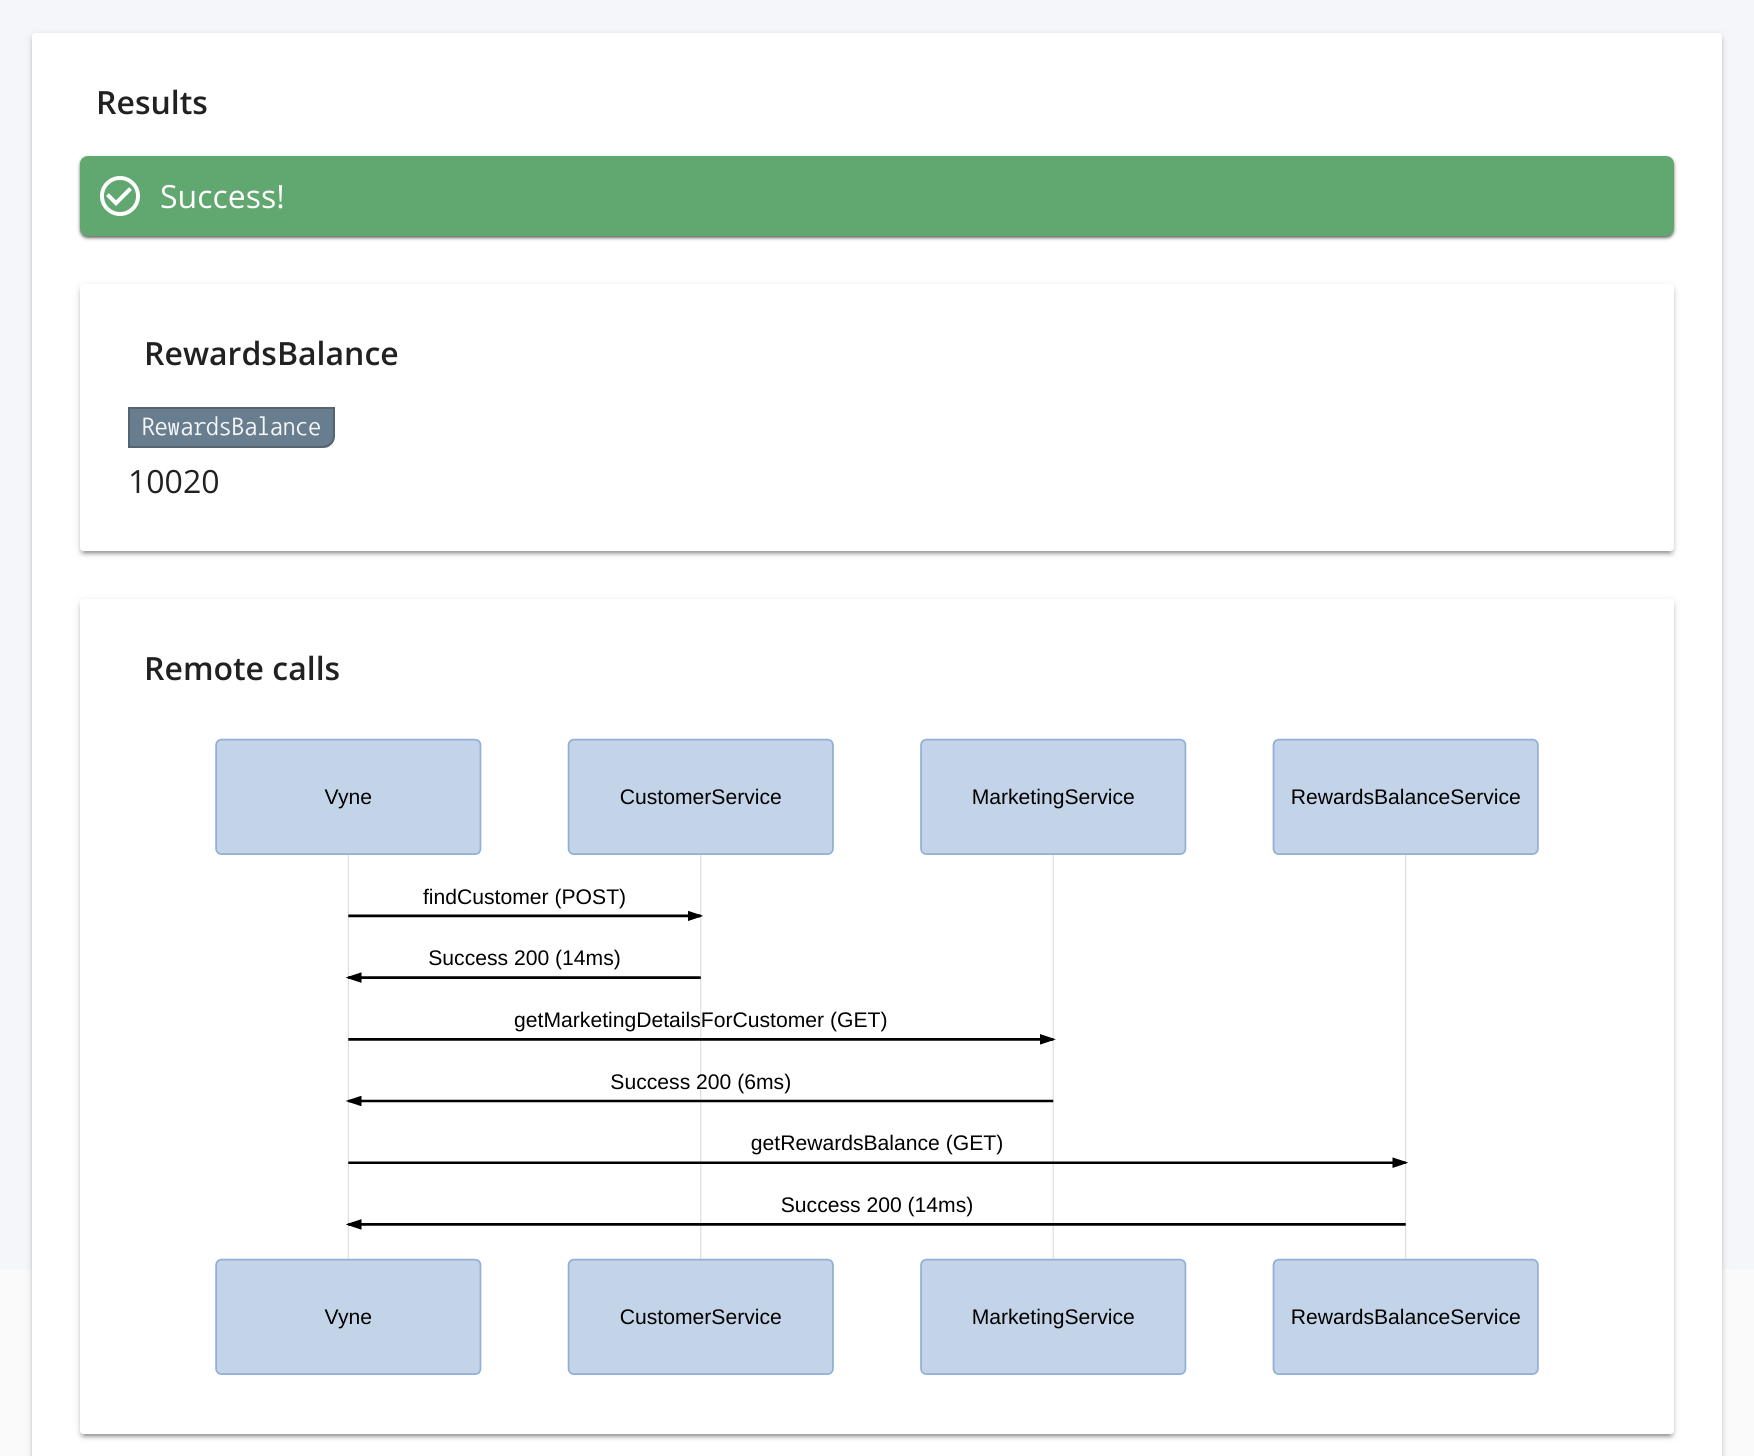 Results
Success!
RewardsBalance
RewardsBalance
10020
Remote calls
Vyne
CustomerService
MarketingService
RewardsBalanceService
findCustomer (POST)
Success 200 (14ms)
getMarketingDetailsForCustomer (GET)
Success 200 (6ms)
getRewardsBalance (GET)
Success 200 (14ms)
Vyne
CustomerService
MarketingService
RewardsBalanceService